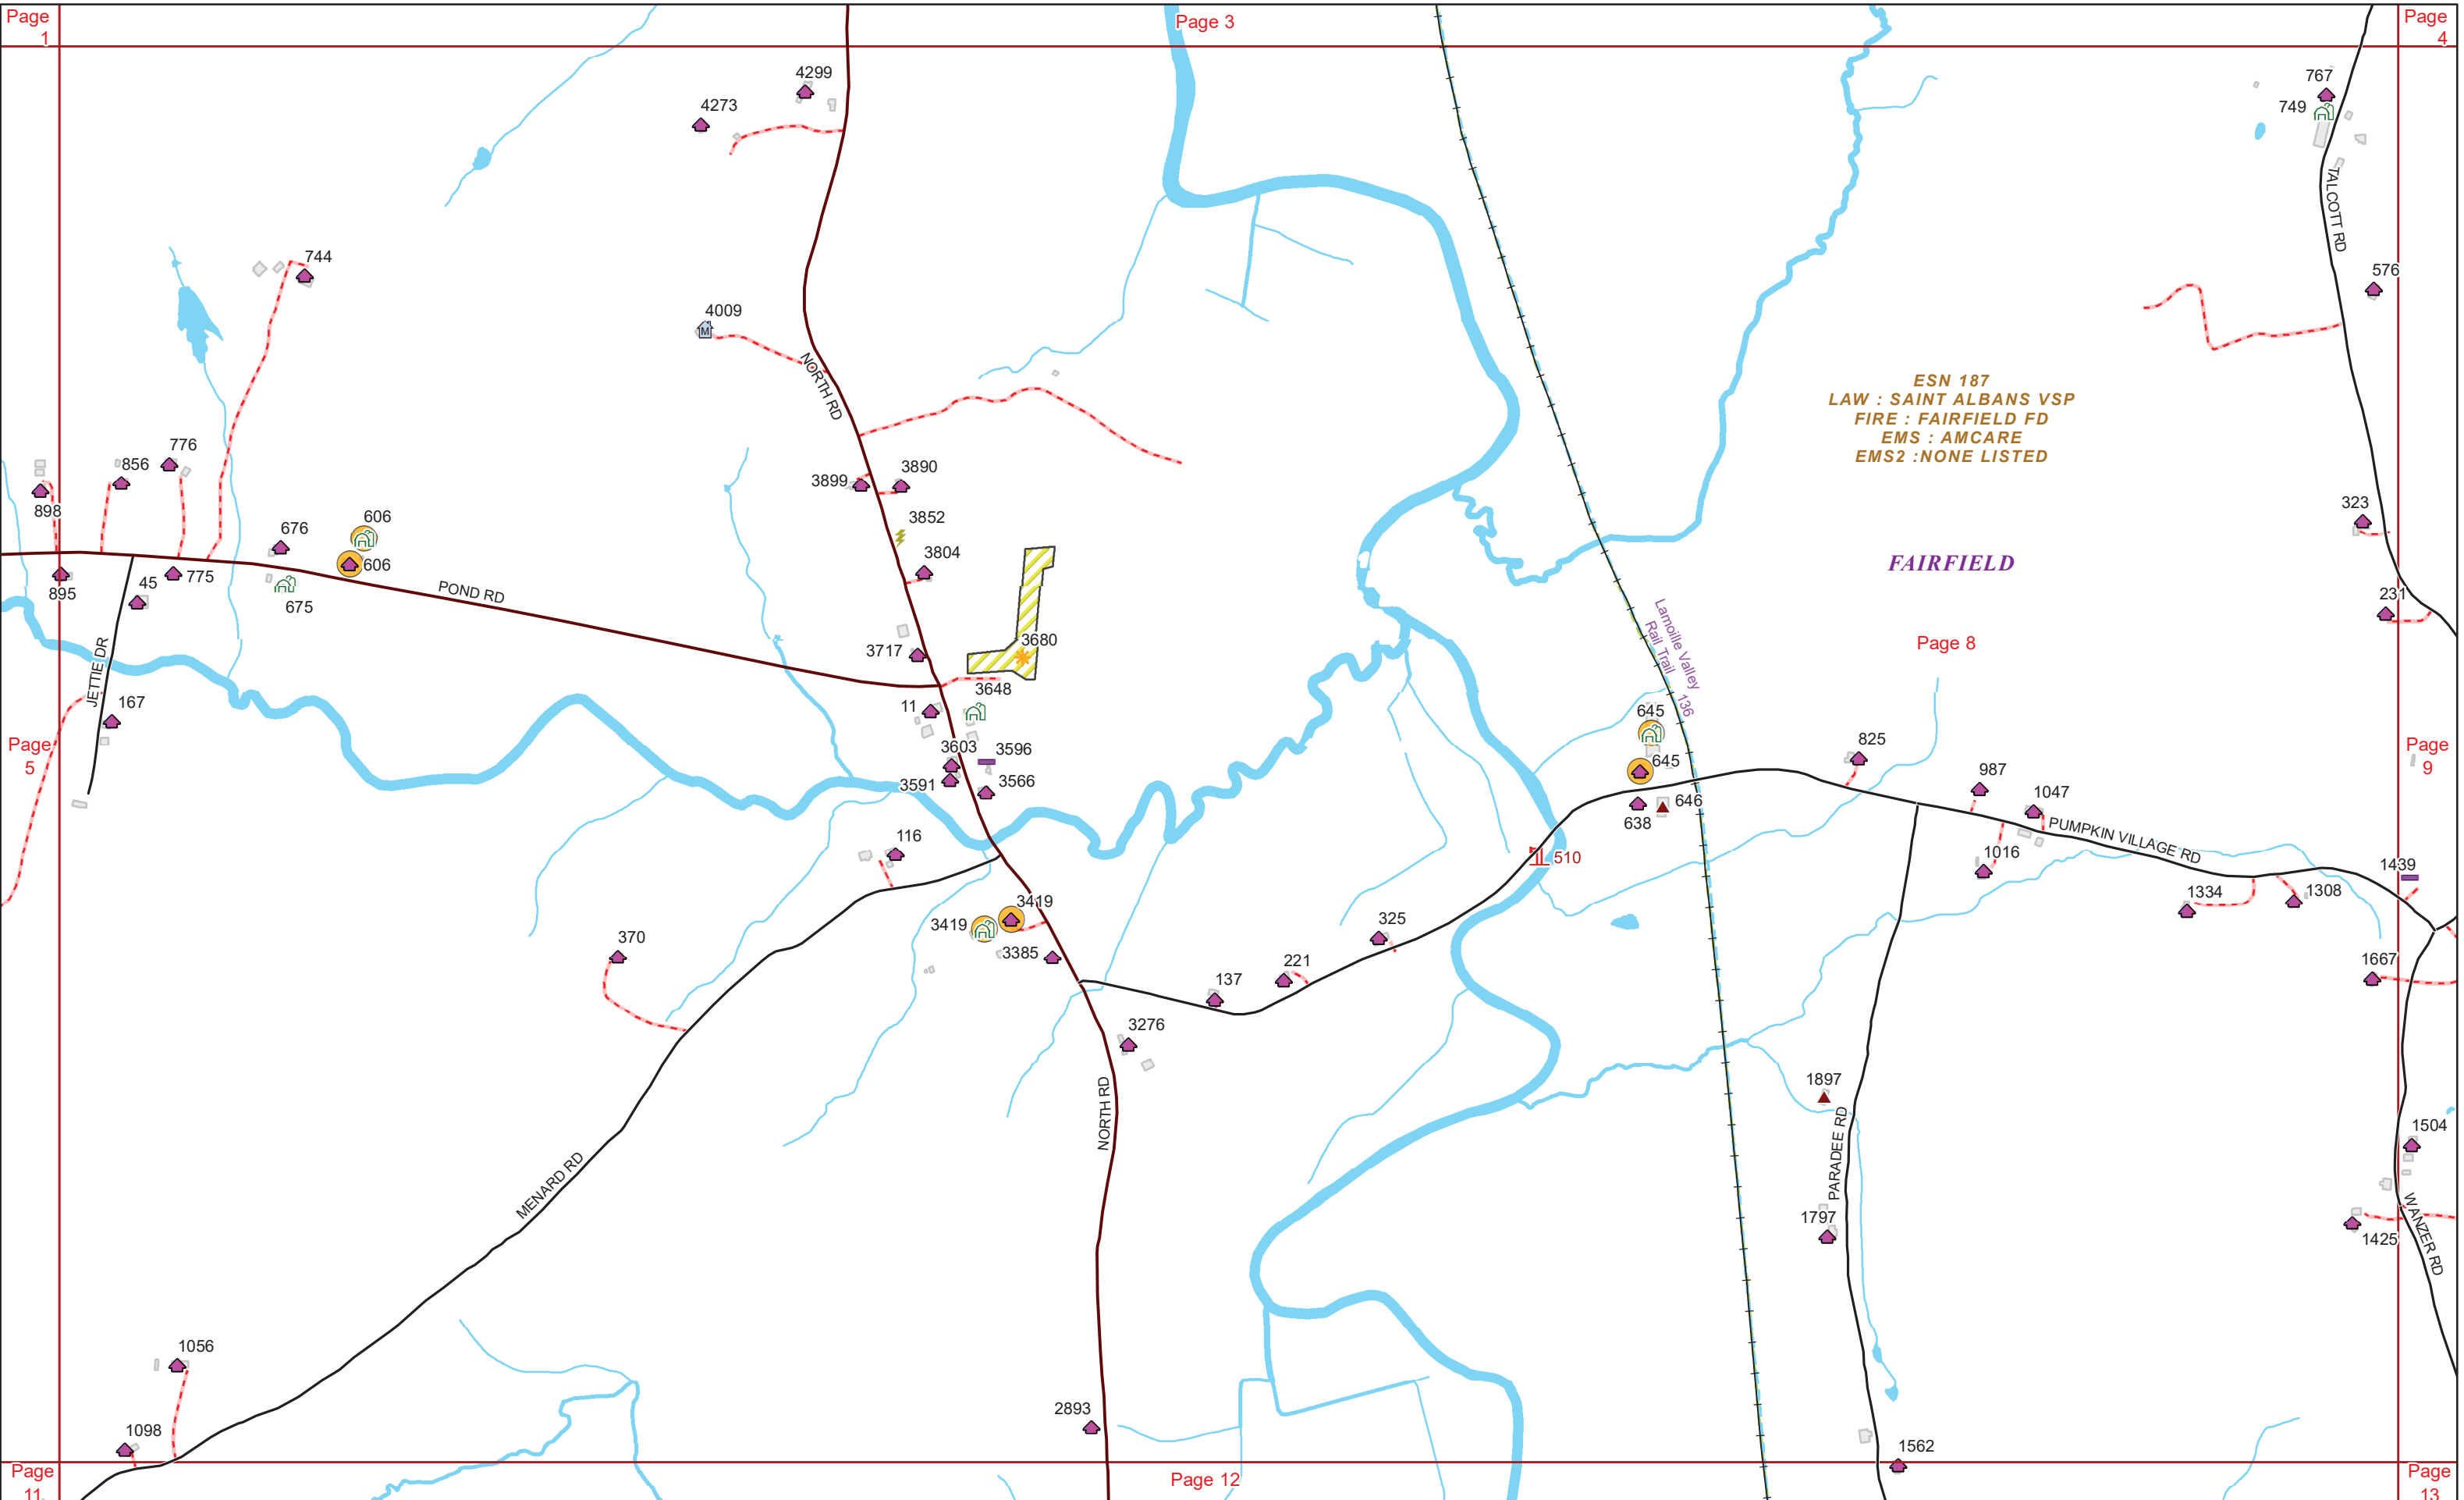 Page
1
Page 3
Page
4
4299
4273
767
749
TALCOTT RD
744
576
4009
M
NORTH RD
ESN 187
LAW : SAINT ALBANS VSP
FIRE : FAIRFIELD FD
EMS : AMCARE
EMS2 :NONE LISTED
776
856
898
3899
3890
323
676
606
3852
606
3804
FAIRFIELD
895
45
775
675
POND RD
231
3680
Lamoille Valley
Rail Trail
136
Page 8
3717
JETTIE DR
3648
167
11
645
825
Page
5
3603
3596
Page
9
645
987
3591
3566
1047
646
638
PUMPKIN VILLAGE RD
116
510
1016
1439
1334
1308
3419
3419
325
370
3385
221
1667
137
3276
NORTH RD
1897
PARADEE RD
1504
MENARD RD
1797
WANZER RD
1425
1056
2893
1098
1562
Page
11
Page 12
Page
13